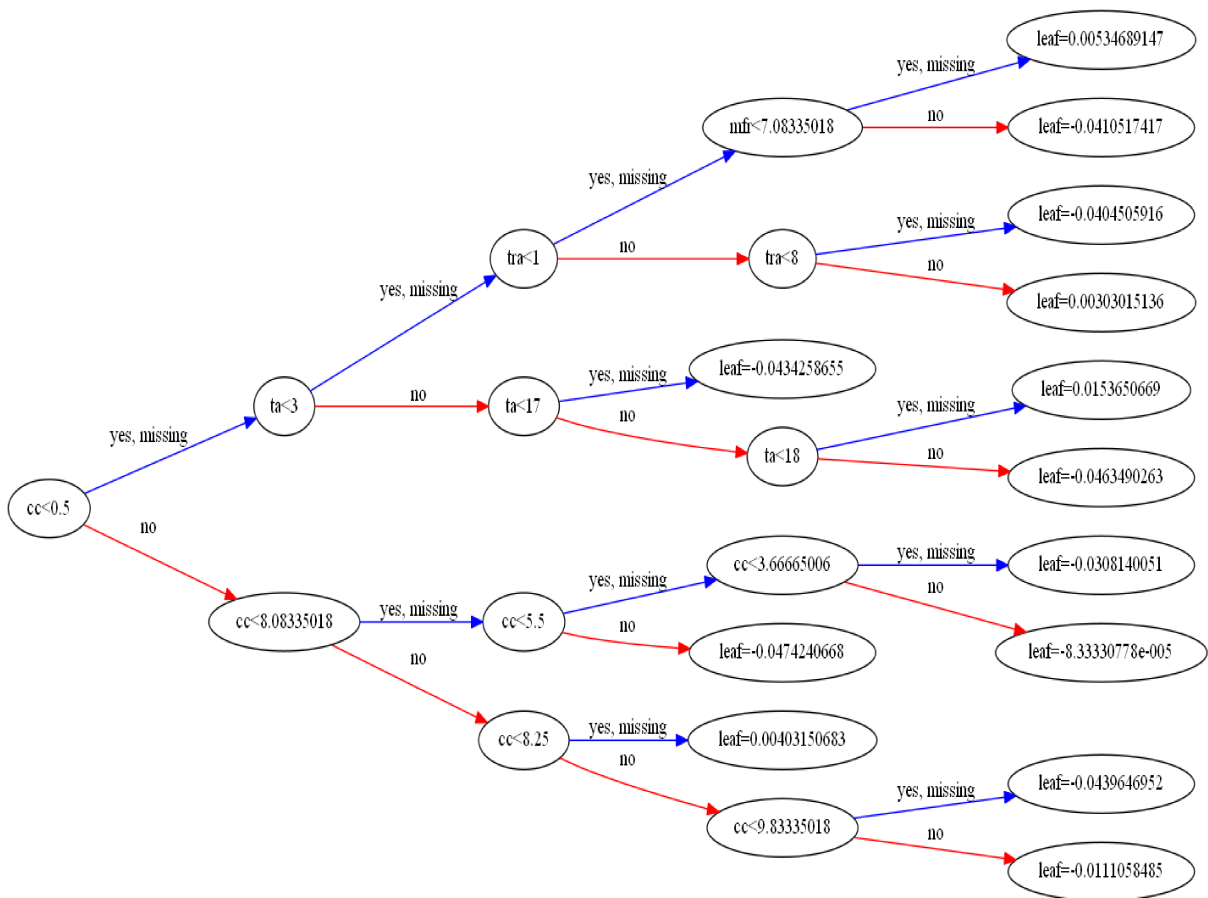 leaf=0.00534689147
yes, missing
mfr<7.08335018
no
leaf=-0.0410517417
yes, missing
leaf=-0.0404505916
yes, missing
tra<1
no
tra<8
no
leaf=0.00303015136
yes, missing
leaf=-0.0434258655
yes, missing
leaf=0.0153650669
yes, missing
ta<3
no
ta<17
no
ta<18
no
leaf=-0.0463490263
yes, missing
cc<0.5
no
cc<3.66665006
yes, missing
leaf=-0.0308140051
yes, missing
no
leaf=-8.33330778e-005
cc<8.08335018
yes, missing
cc<5.5
no
leaf=-0.0474240668
no
cc<8.25
yes, missing
leaf=0.00403150683
no
yes, missing
leaf=-0.0439646952
cc<9.83335018
no
leaf=-0.0111058485